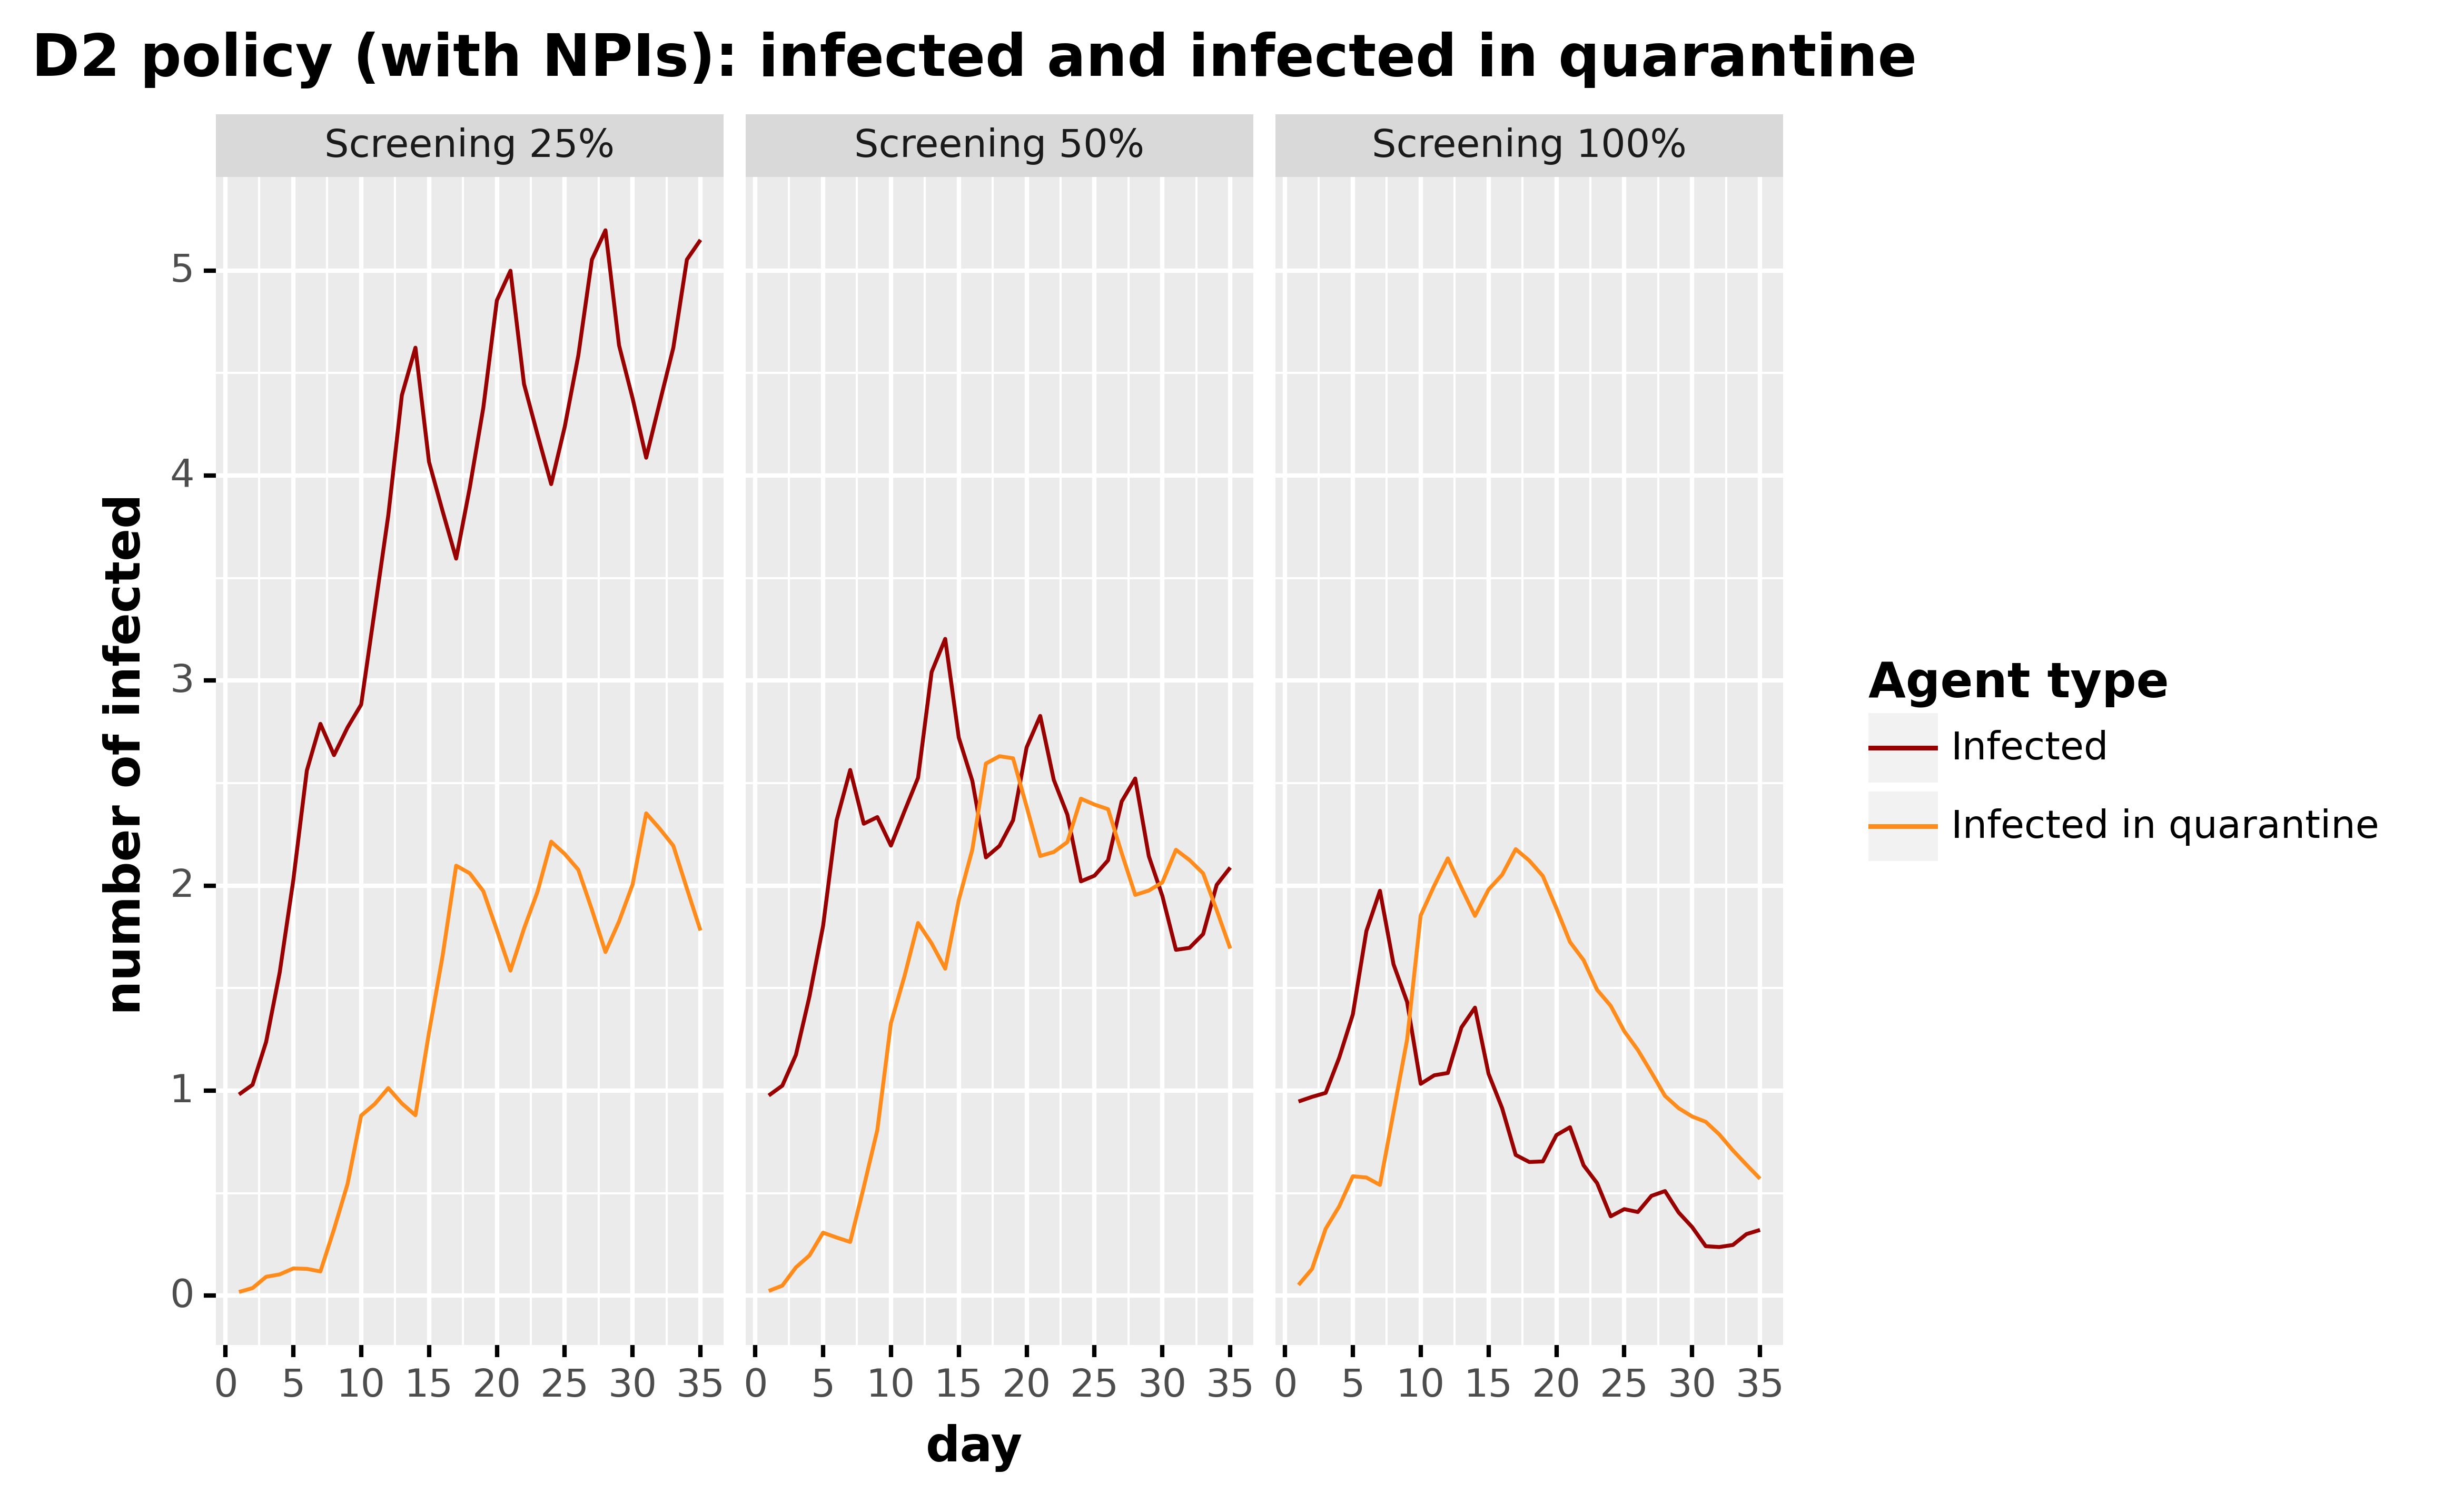 D2 policy (with NPIs): infected and infected in quarantine
Screening 25%
Screening 50%
Screening 100%
number of infected
5
4
3
2
1
0
0 5 10 15 20 25 30 35
0 5 10 15 20 25 30 35
0 5 10 15 20 25 30 35
day
Agent type
Infected
Infected in quarantine